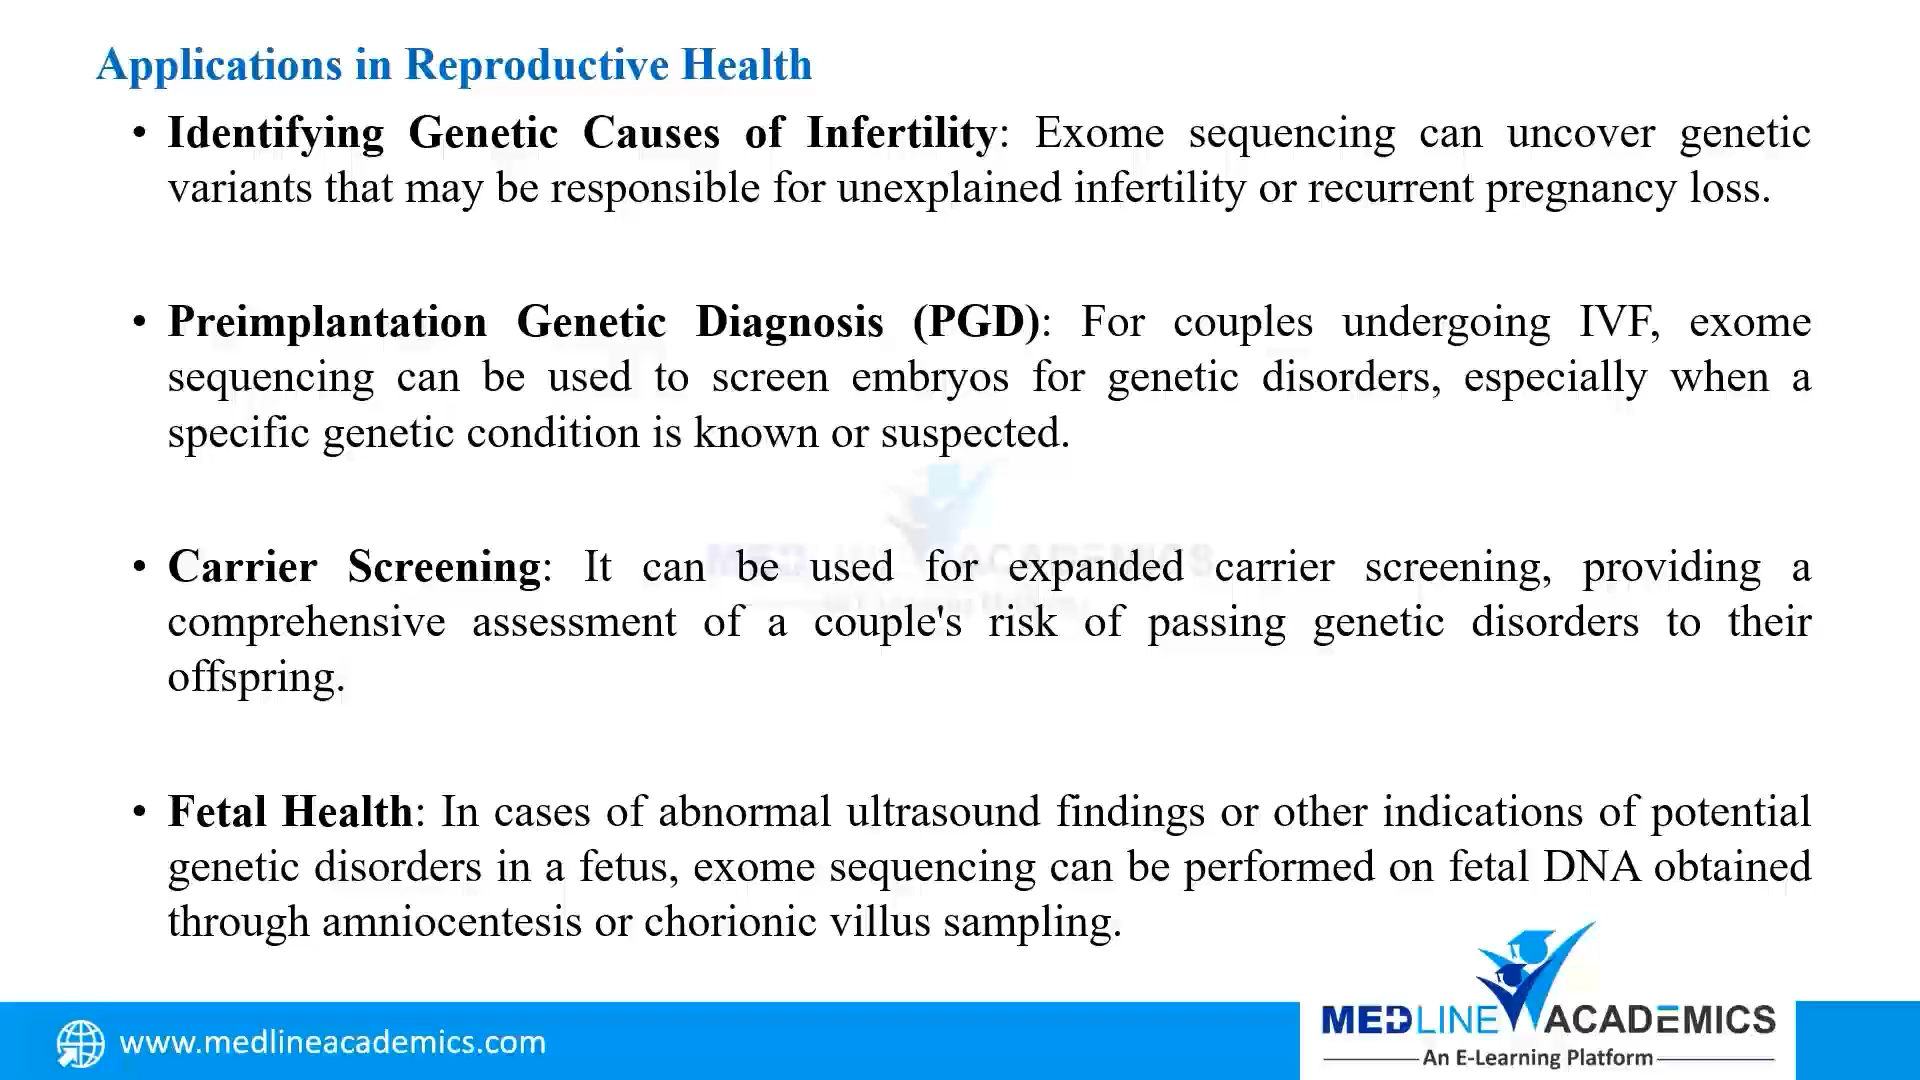 Applications in Reproductive Health
• Identifying Genetic Causes of Infertility: Exome sequencing can uncover genetic
variants that may be responsible for unexplained infertility or recurrent pregnancy loss.
• Preimplantation Genetic Diagnosis (PGD): For couples undergoing IVF, exome
sequencing can be used to screen embryos for genetic disorders, especially when a
specific genetic condition is known or suspected.
• Carrier Screening: It can be used for expanded carrier screening, providing a
comprehensive assessment of a couple's risk of passing genetic disorders to their
offspring.
• Fetal Health: In cases of abnormal ultrasound findings or other indications of potential
genetic disorders in a fetus, exome sequencing can be performed on fetal DNA obtained
through amniocentesis or chorionic villus sampling.
www.medlineacademics.com
MEDLINE ACADEMICS
An E-Learning Platform